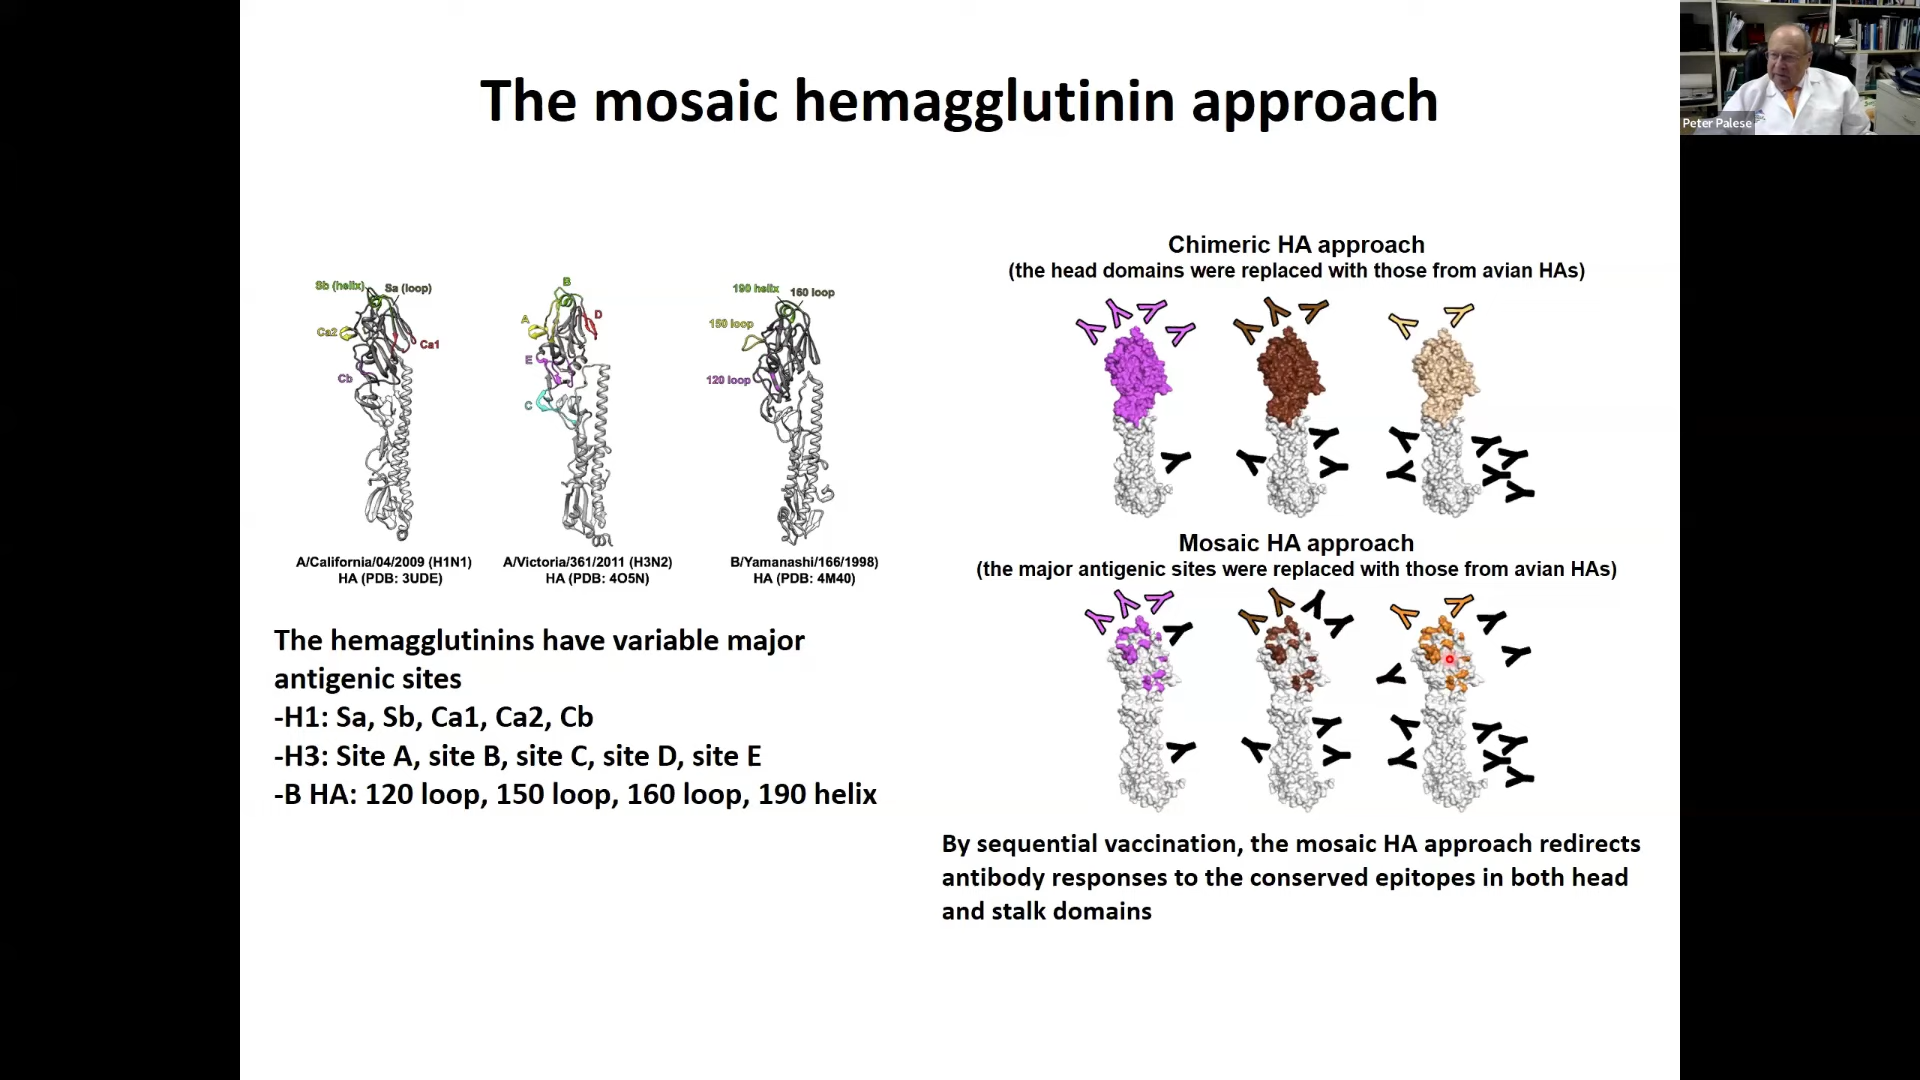 The mosaic hemagglutinin approach
Peter Palese
Sb (helix)
Sa (loop)
Ca2
Ca1
Cb
B
A
D
E
C
190 helix
160 loop
150 loop
120 loop
A/California/04/2009 (H1N1)
HA (PDB: 3UDE)
A/Victoria/361/2011 (H3N2)
HA (PDB: 4O5N)
B/Yamanashi/166/1998)
HA (PDB: 4M40)
The hemagglutinins have variable major
antigenic sites
-H1: Sa, Sb, Ca1, Ca2, Cb
-H3: Site A, site B, site C, site D, site E
-B HA: 120 loop, 150 loop, 160 loop, 190 helix
Chimeric HA approach
(the head domains were replaced with those from avian HAs)
Mosaic HA approach
(the major antigenic sites were replaced with those from avian HAs)
By sequential vaccination, the mosaic HA approach redirects
antibody responses to the conserved epitopes in both head
and stalk domains